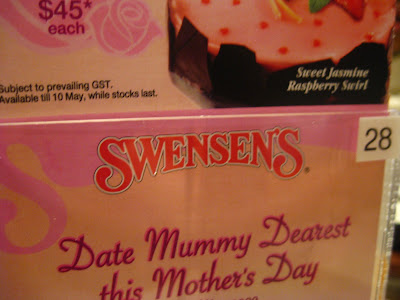 $45*
each
Subject to prevailing GST.
Available till 10 May, while stocks last.
Sweet Jasmine
Raspberry Swirl
28
SWENSEN'S
Date Mummy Dearest
this Mother's Day